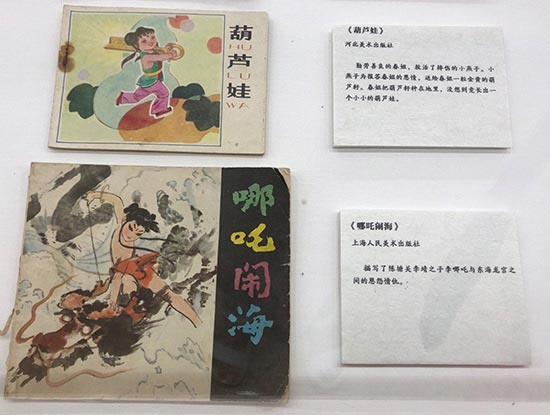 葫
HU
芦
LU
娃
WA
《葫芦娃》
河北美术出版社
勤劳善良的春姐，救活了摔伤的小燕子。小
燕子为报答春姐的恩情，送给春姐一粒金黄的葫
芦籽。春姐把葫芦籽种在地里，没想到竟长出一
个小小的葫芦娃。
哪吒闹海
《哪吒闹海》
上海人民美术出版社
描写了陈塘关李靖之子李哪吒与东海龙宫之
间的恩怨情仇。